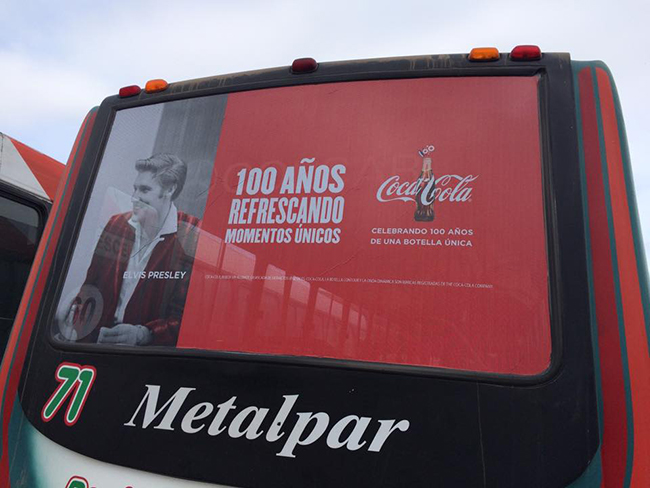 100
100 AÑOS
REFRESCANDO
MOMENTOS ÚNICOS
Coca-Cola
CELEBRANDO 100 AÑOS
DE UNA BOTELLA ÚNICA
ELVIS PRESLEY
71
Metalpar